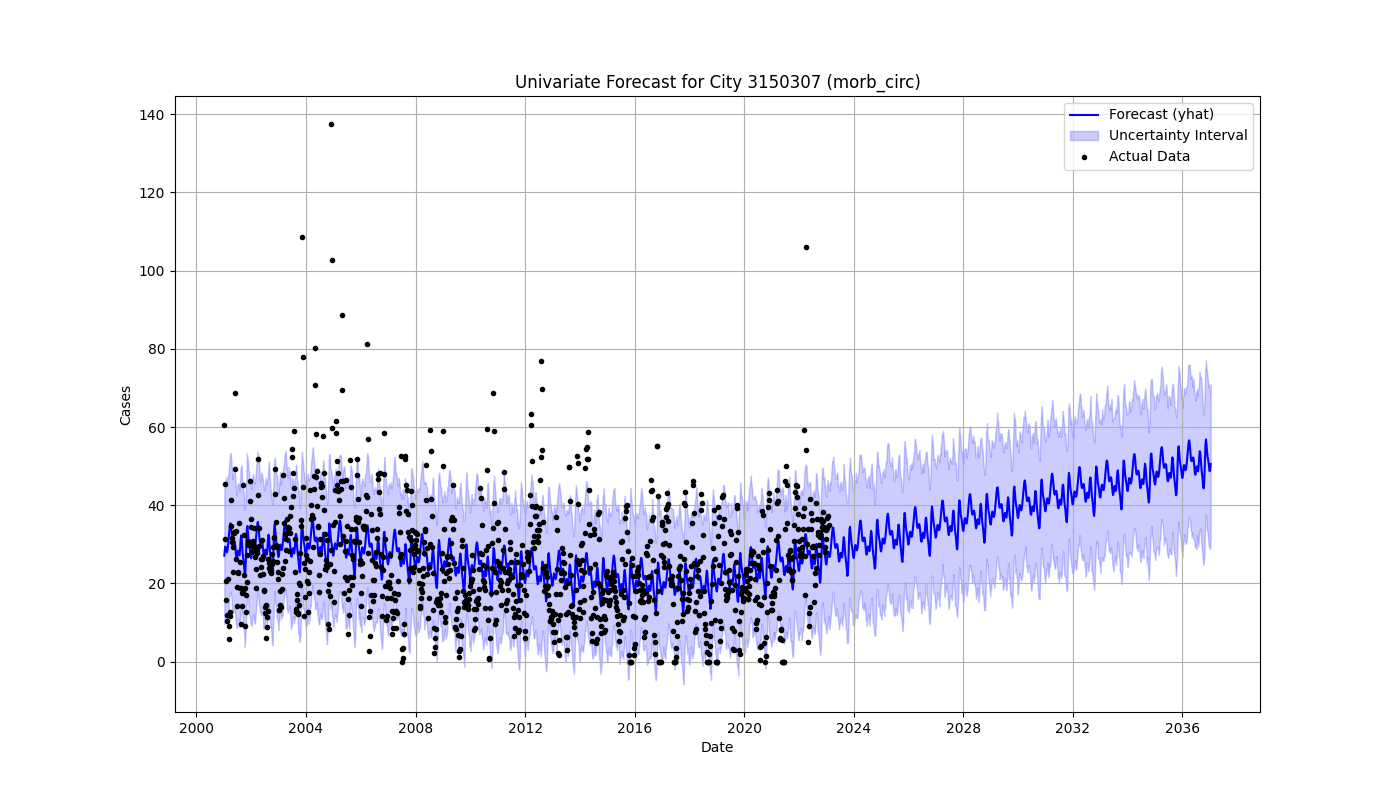 Univariate Forecast for City 3150307 (morb_circ)
Forecast (yhat)
Uncertainty Interval
Actual Data
Cases
140
120
100
80
60
40
20
0
2000 2004 2008 2012 2016 2020 2024 2028 2032 2036
Date